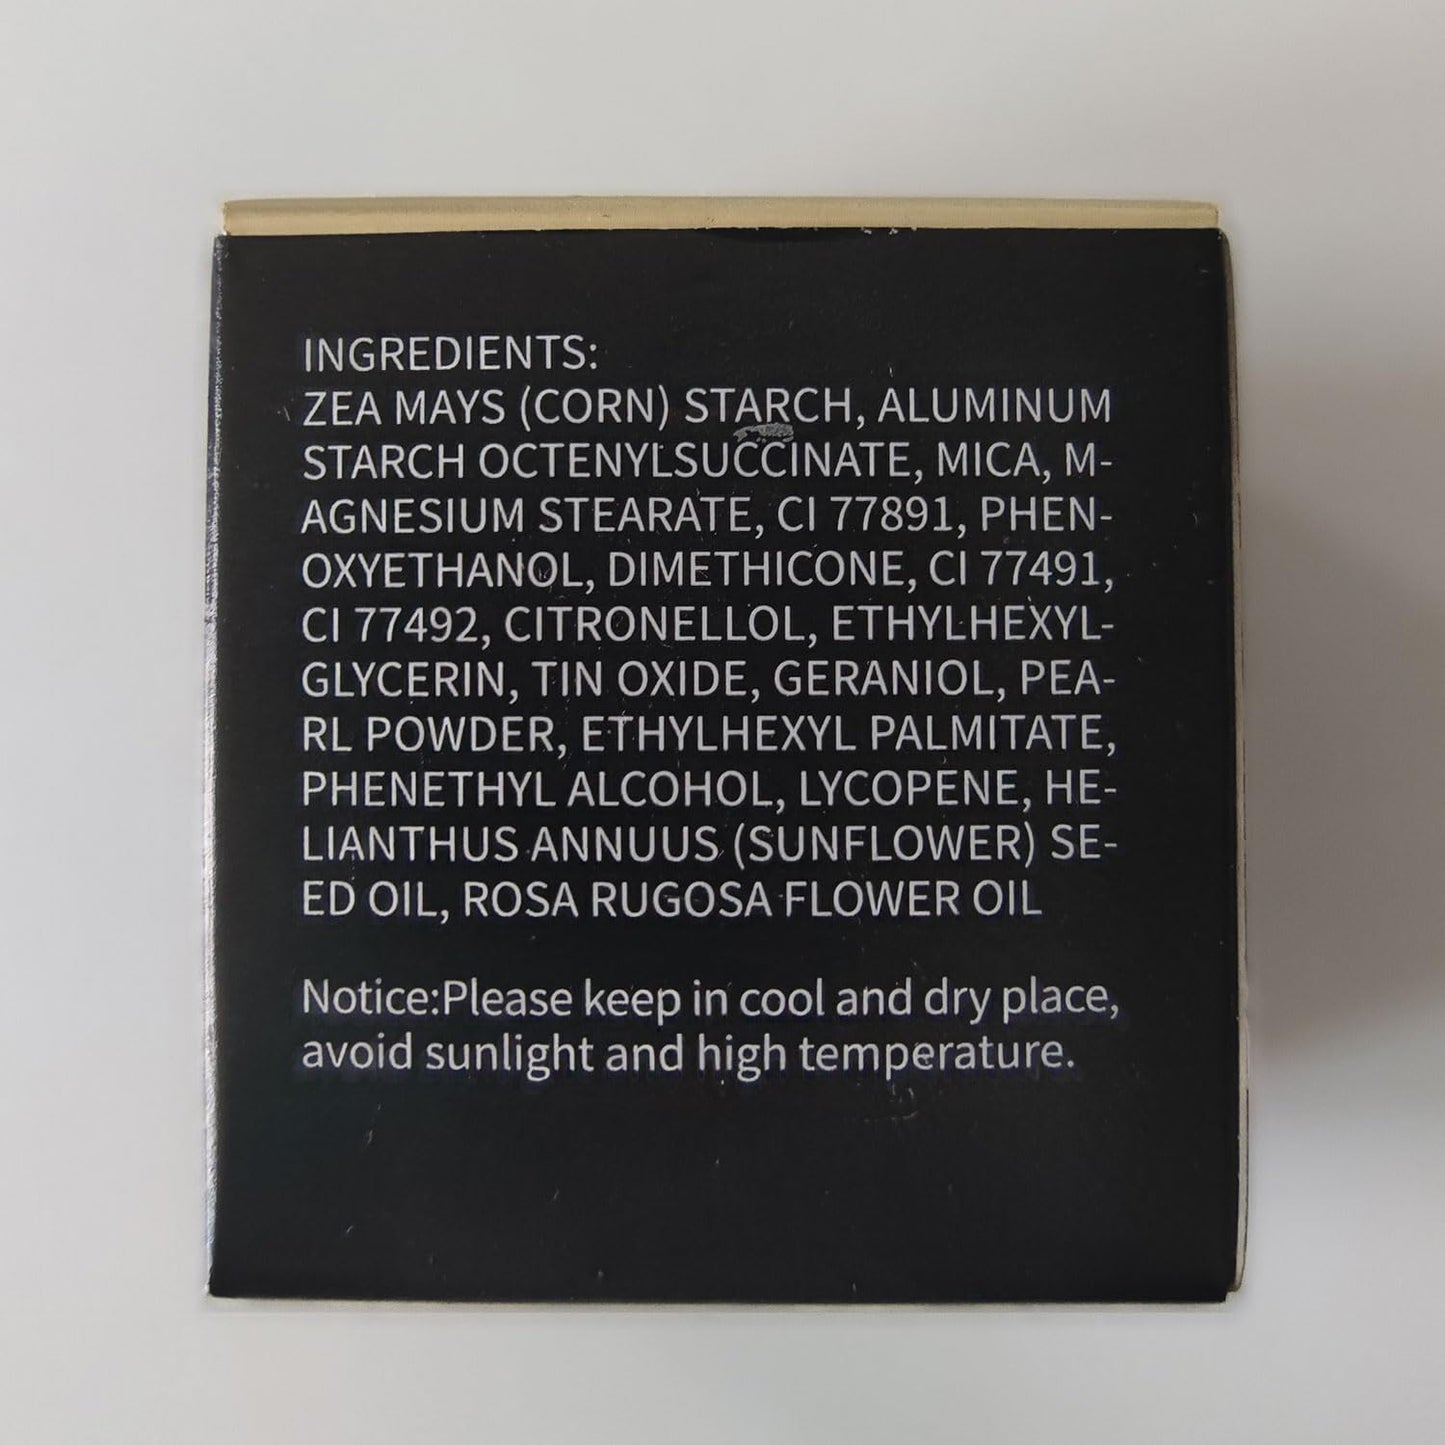 INGREDIENTS:
ZEA MAYS (CORN) STARCH, ALUMINUM
STARCH OCTENYLSUCCINATE, MICA, M-
AGNESIUM STEARATE, CI 77891, PHEN-
OXYETHANOL, DIMETHICONE, CI 77491,
CI 77492, CITRONELLOL, ETHYLHEXYL-
GLYCERIN, TIN OXIDE, GERANIOL, PEA-
RL POWDER, ETHYLHEXYL PALMITATE,
PHENETHYL ALCOHOL, LYCOPENE, HE-
LIANTHUS ANNUUS (SUNFLOWER) SE-
ED OIL, ROSA RUGOSA FLOWER OIL
Notice:Please keep in cool and dry place,
avoid sunlight and high temperature.